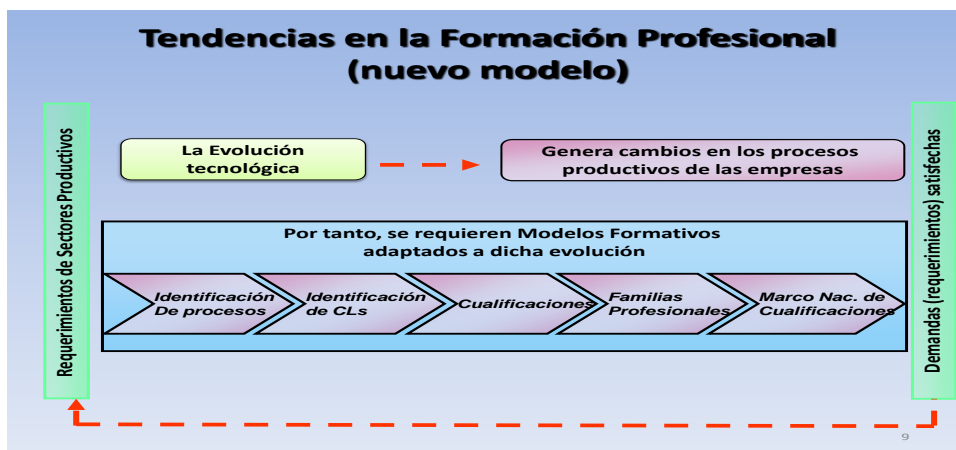 Tendencias en la Formación Profesional
(nuevo modelo)
Requerimientos de Sectores Productivos
La Evolución
tecnológica
Genera cambios en los procesos
productivos de las empresas
Por tanto, se requieren Modelos Formativos
adaptados a dicha evolución
Identificación
De procesos
Identificación
de CLs
Cualificaciones
Familias
Profesionales
Marco Nac. de
Cualificaciones
Demandas (requerimientos) satisfechas
9